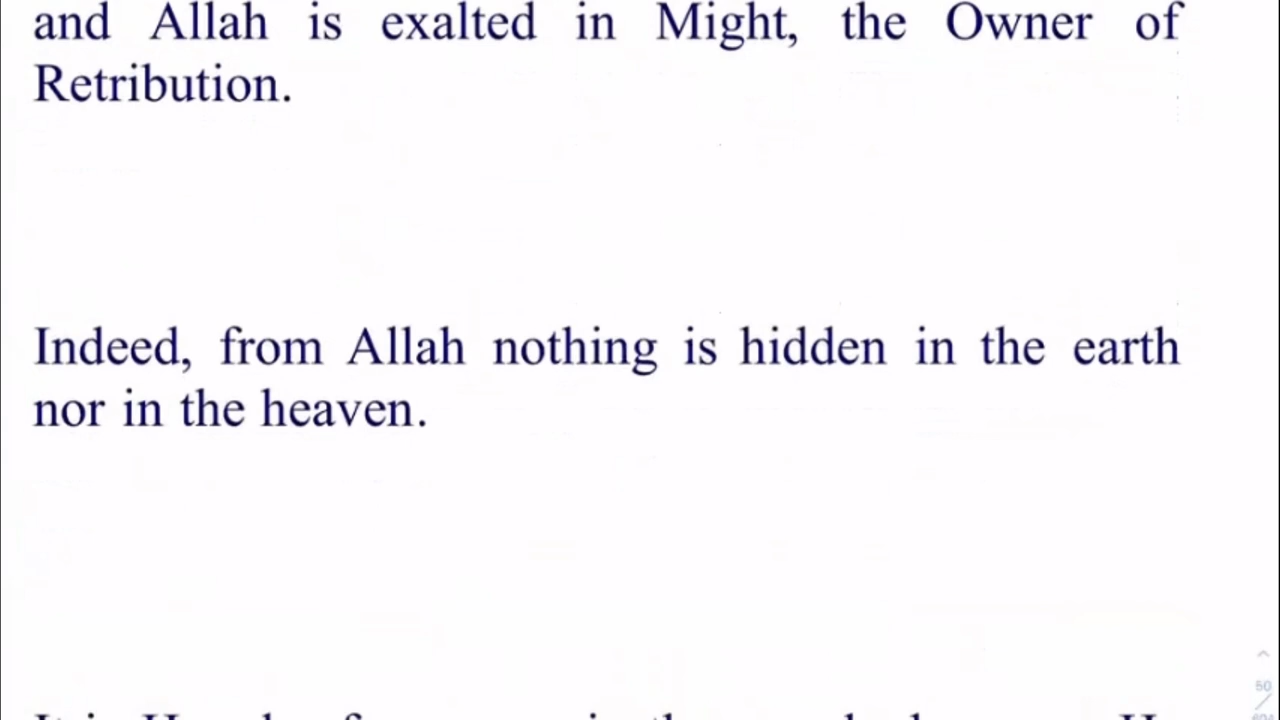 and Allah is exalted in Might, the Owner of
Retribution.
Indeed, from Allah nothing is hidden in the earth
nor in the heaven.
50